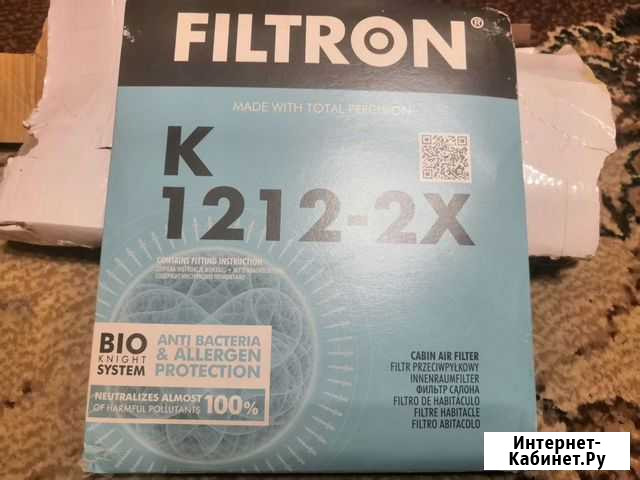 FILTRON®
MADE WITH TOTAL PRECISION
K
1212-2X
CONTAINS FITTING INSTRUCTION
BIO
KNIGHT
SYSTEM
ANTI BACTERIA
& ALLERGEN
PROTECTION
NEUTRALIZES ALMOST
OF HARMFUL POLLUTANTS 100%
CABIN AIR FILTER
FILTR PRZECIWPYŁKOWY
INNENRAUMFILTER
ФИЛЬТР САЛОНА
FILTRO DE HABITÁCULO
FILTRE HABITACLE
FILTRO ABITACOLO
Интернет-
Кабинет.Ру